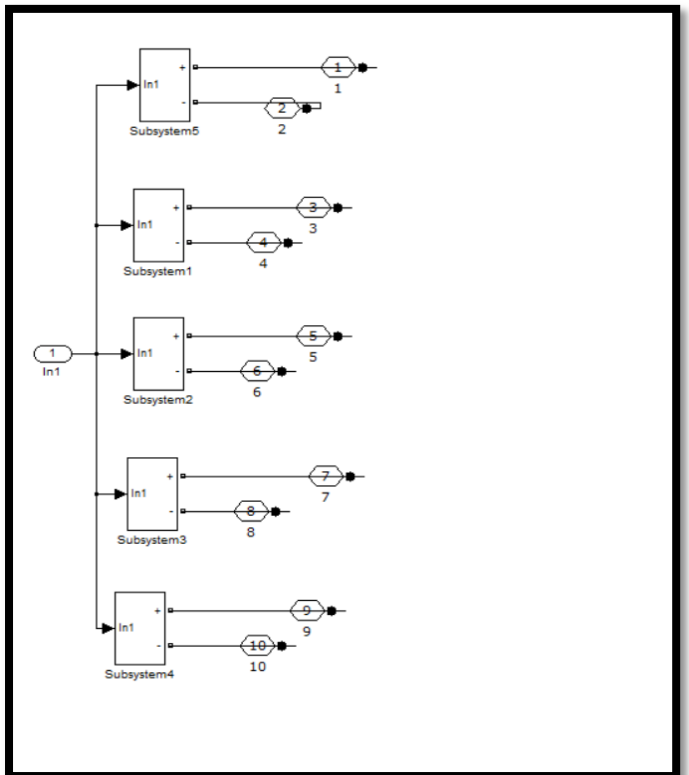 + 1
In1
1
- 2
2
Subsystem5
+ 3
In1
3
- 4
4
Subsystem1
+ 5
1 In1
5
In1
- 6
6
Subsystem2
+ 7
In1
7
- 8
8
Subsystem3
+ 9
In1
9
- 10
10
Subsystem4